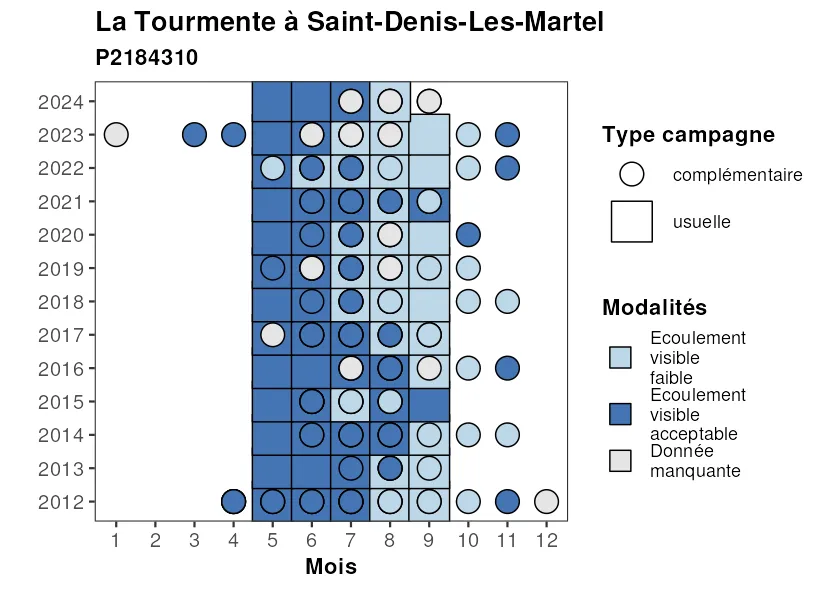 La Tourmente à Saint-Denis-Les-Martel
P2184310
2024
2023
2022
2021
2020
2019
2018
2017
2016
2015
2014
2013
2012
1 2 3 4 5 6 7 8 9 10 11 12
Mois
Type campagne
complémentaire
usuelle
Modalités
Ecoulement
visible
faible
Ecoulement
visible
acceptable
Donnée
manquante